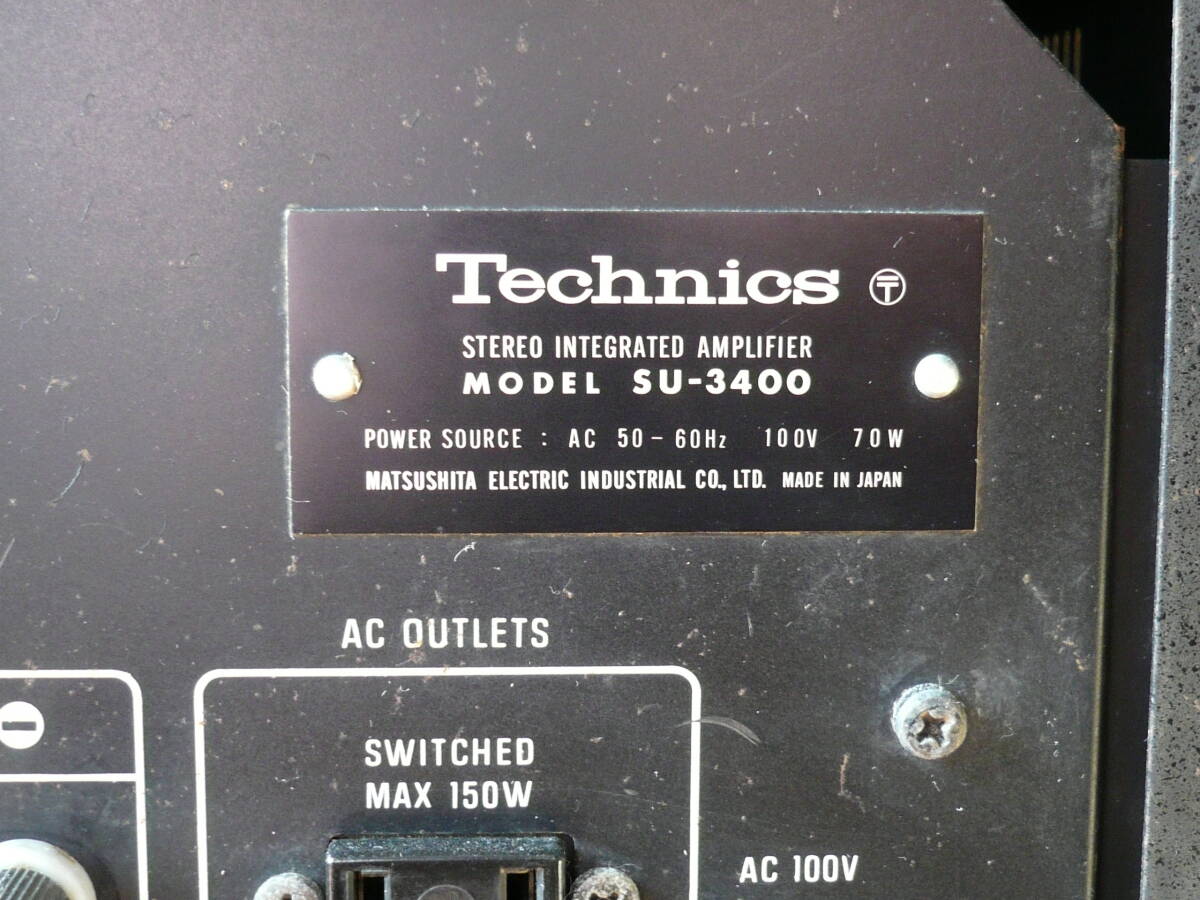 Technics 〒
STEREO INTEGRATED AMPLIFIER
MODEL SU-3400
POWER SOURCE : AC 50 - 60Hz 100V 70W
MATSUSHITA ELECTRIC INDUSTRIAL CO., LTD. MADE IN JAPAN
AC OUTLETS
SWITCHED
MAX 150W
AC 100V